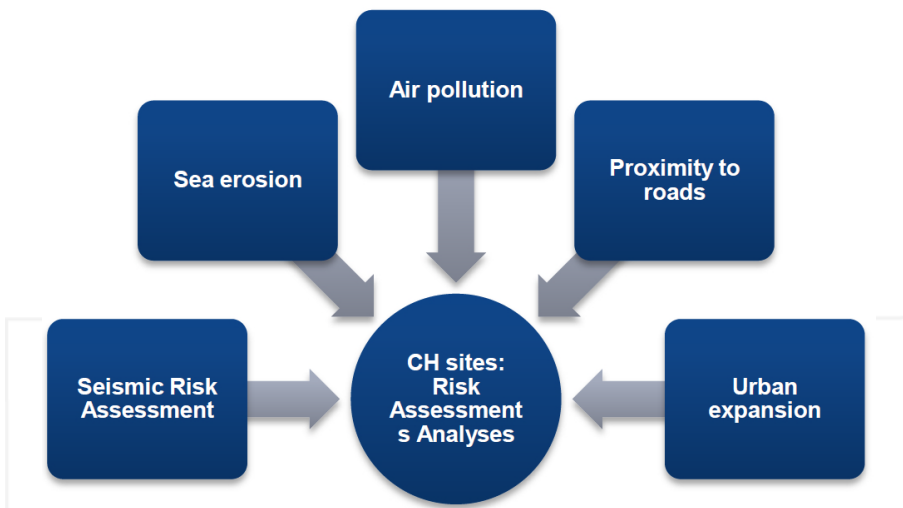 Air pollution
Sea erosion
Proximity to
roads
Seismic Risk
Assessment
CH sites:
Risk
Assessment
s Analyses
Urban
expansion